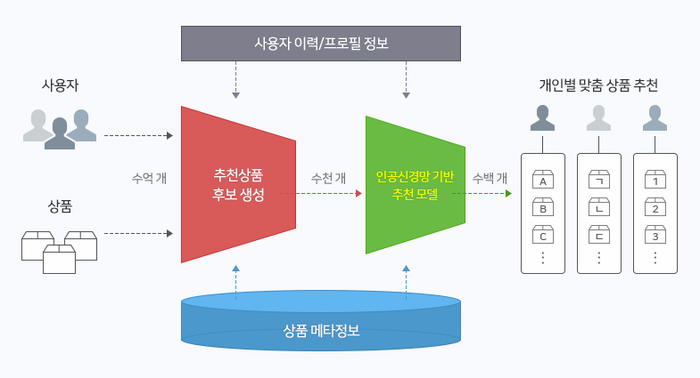 사용자 이력/프로필 정보
사용자
개인별 맞춤 상품 추천
수억 개
추천상품
후보 생성
수천 개
인공신경망 기반
추천 모델
수백 개
상품
A
B
C
ㄱ
ㄴ
ㄷ
1
2
3
상품 메타정보